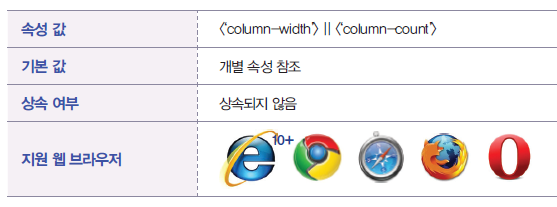 속성 값 <‘column-width’> || <‘column-count’>
기본 값 개별 속성 참조
상속 여부 상속되지 않음
지원 웹 브라우저 10+